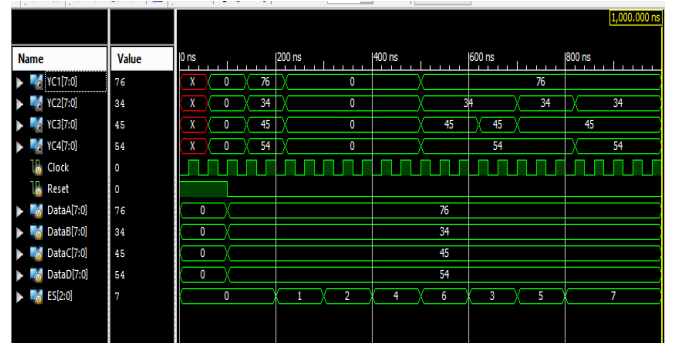 1,000.000 ns
Name Value 0 ns 200 ns 400 ns 600 ns 800 ns
YC1[7:0] 76 X 0 76 0 76
YC2[7:0] 34 X 0 34 0 34 34 34
YC3[7:0] 45 X 0 45 0 45 45 45
YC4[7:0] 54 X 0 54 0 54 54
Clock 0
Reset 0
DataA[7:0] 76 0 76
DataB[7:0] 34 0 34
DataC[7:0] 45 0 45
DataD[7:0] 54 0 54
ES[2:0] 7 0 1 2 4 6 3 5 7